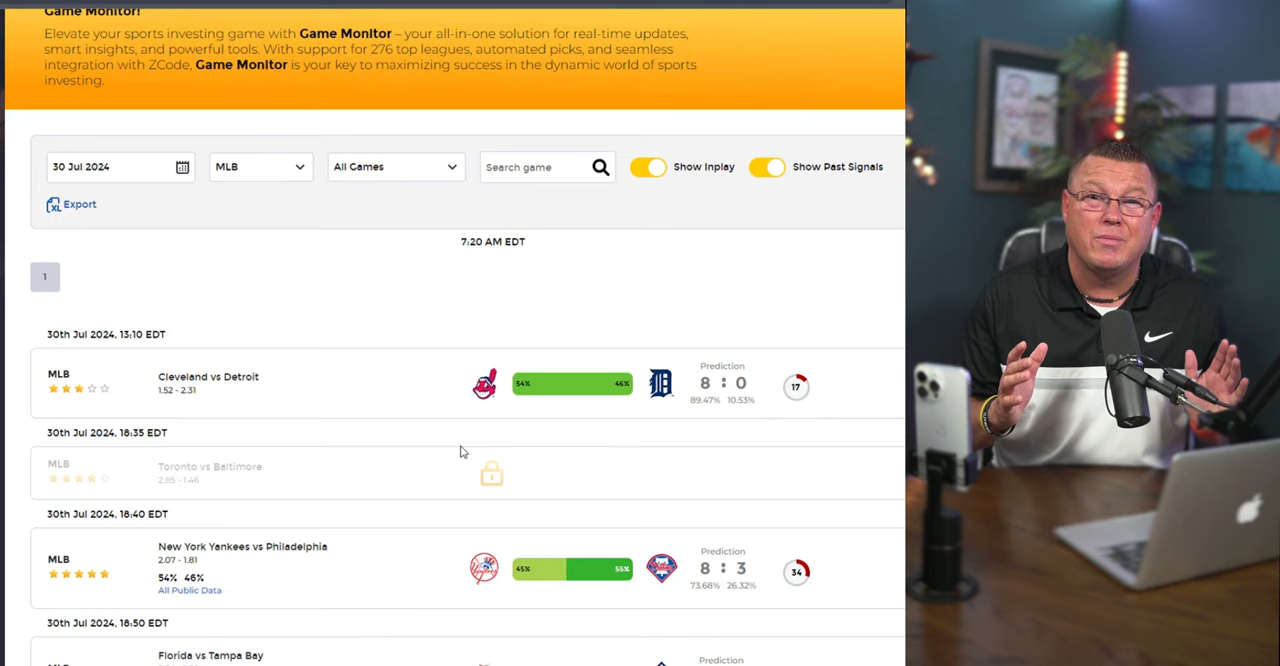 Game Monitor!
Elevate your sports investing game with Game Monitor – your all-in-one solution for real-time updates,
smart insights, and powerful tools. With support for 276 top leagues, automated picks, and seamless
integration with ZCode, Game Monitor is your key to maximizing success in the dynamic world of sports
investing.
30 Jul 2024
MLB
All Games
Search game
Show Inplay
Show Past Signals
XL Export
7:20 AM EDT
1
30th Jul 2024, 13:10 EDT
MLB
Cleveland vs Detroit
1.52 - 2.31
54% 46%
Prediction
8 : 0
89.47% 10.53%
17
30th Jul 2024, 18:35 EDT
MLB
Toronto vs Baltimore
2.65 - 1.46
30th Jul 2024, 18:40 EDT
MLB
New York Yankees vs Philadelphia
2.07 - 1.81
54% 46%
All Public Data
45% 55%
Prediction
8 : 3
73.68% 26.32%
34
30th Jul 2024, 18:50 EDT
Florida vs Tampa Bay
Prediction